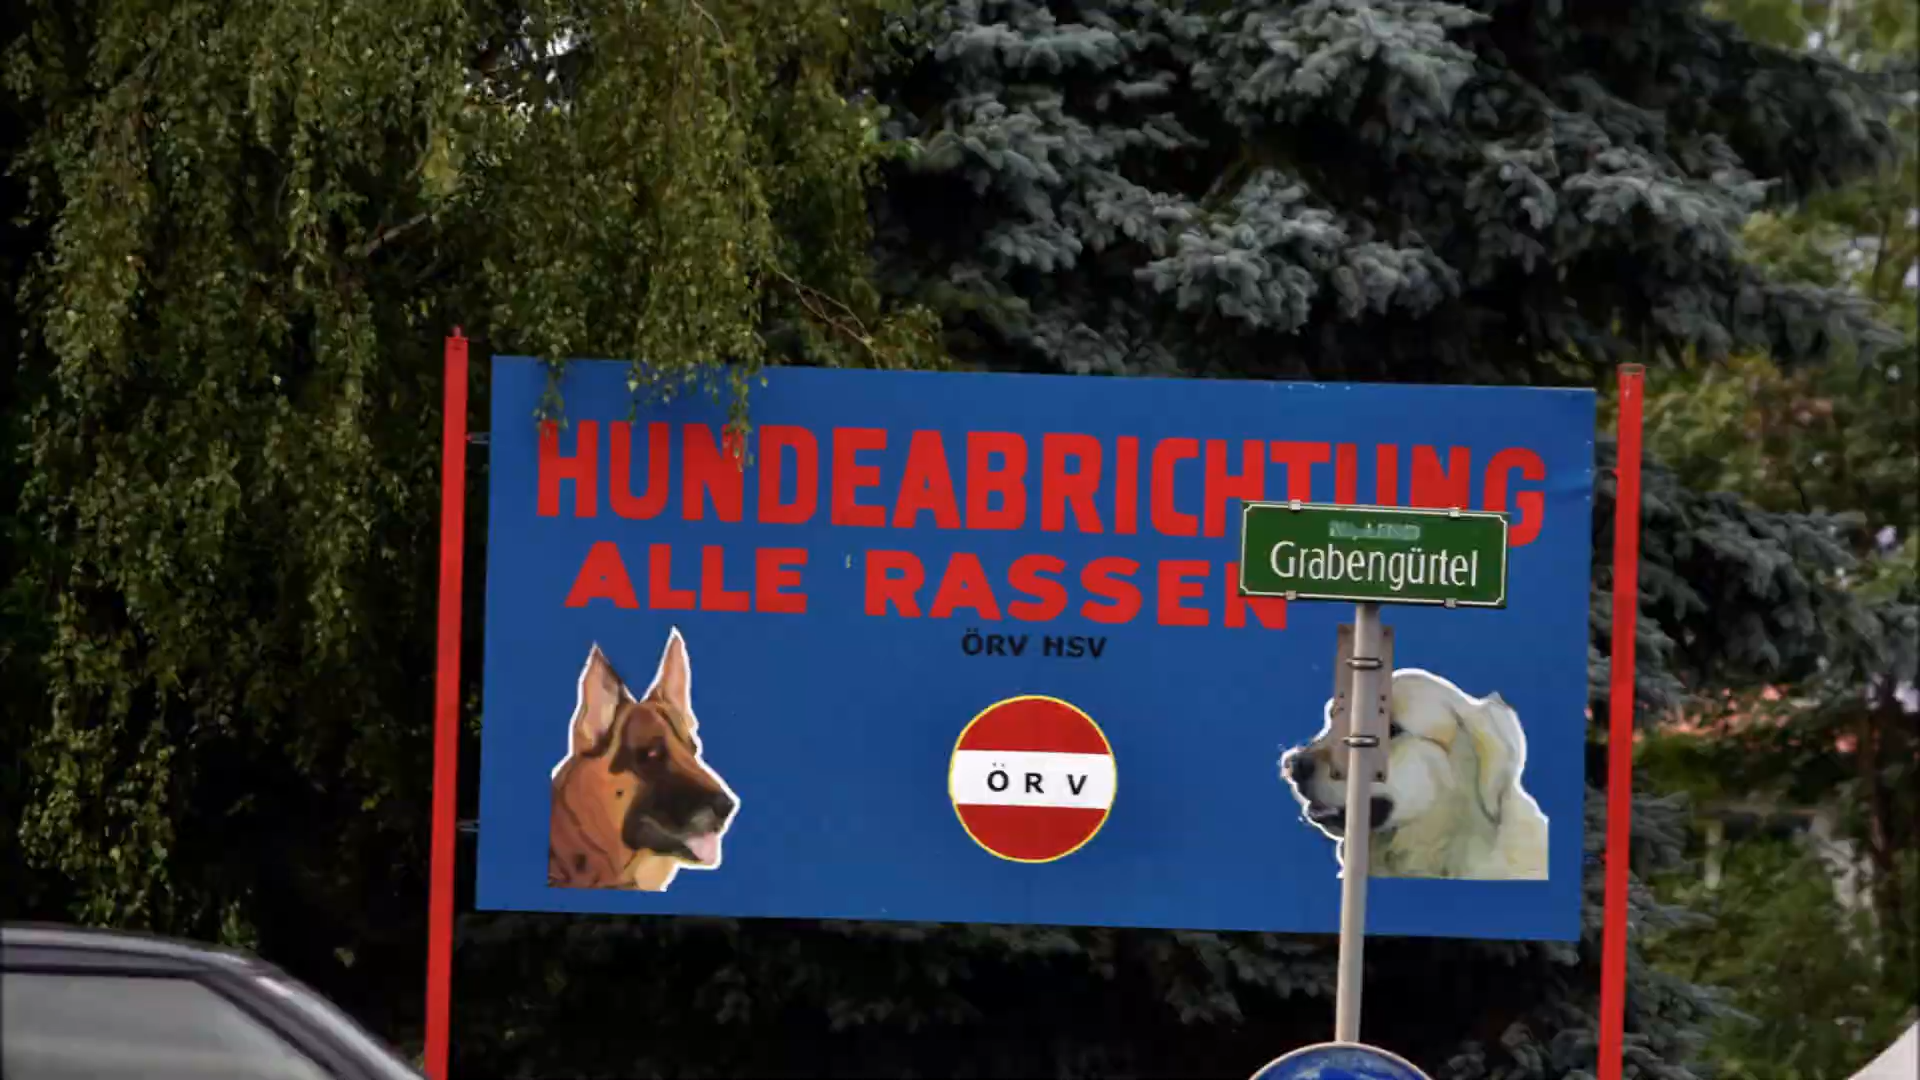 HUNDEABRICHTUNG
ALLE RASSEN
ÖRV HSV
ÖRV
Grabengürtel